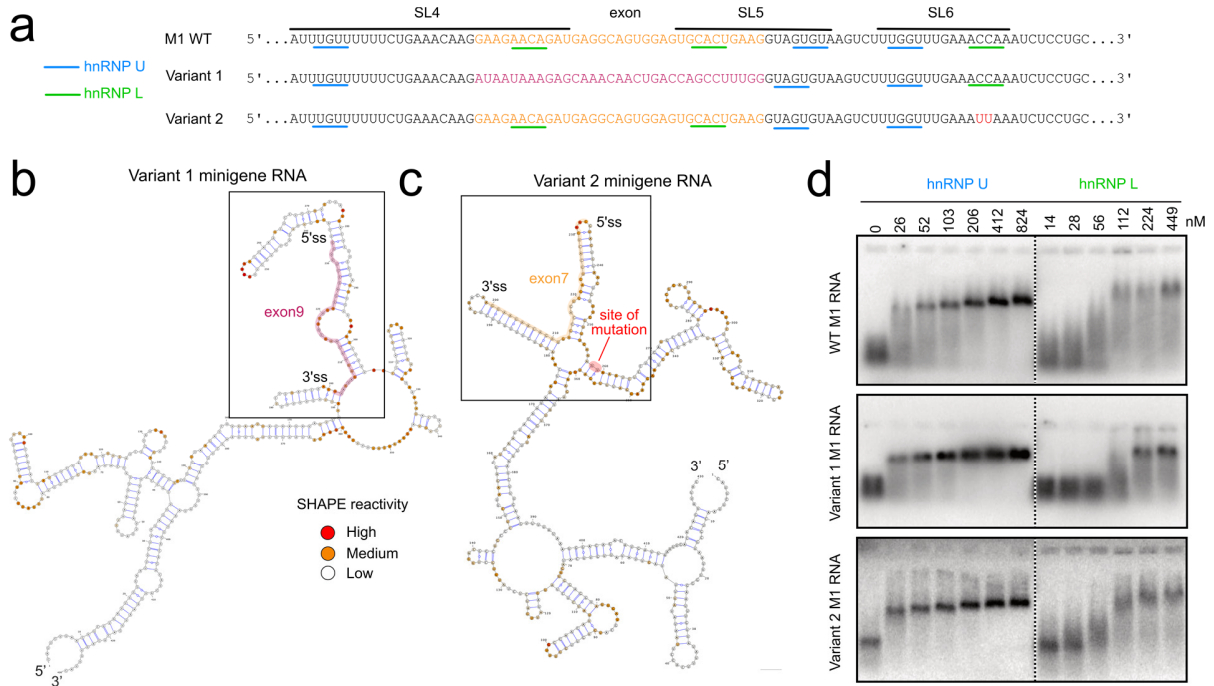 a
SL4 exon SL5 SL6
M1 WT 5'...AUUUGUUUUUUCUGAAACAAGGAAGAACAGAUGAGGCAGUGGAGUGCACUGAAGGUAGUGUAAGUCUUUGGUUUGAAACCAAAUCUCCUGC...3'
hnRNP U
Variant 1 5'...AUUUGUUUUUUCUGAAACAAGAUAAUAAAGAGCAAACAACUGACCAGCCUUUGGGUAGUGUAAGUCUUUGGUUUGAAACCAAAUCUCCUGC...3'
hnRNP L
Variant 2 5'...AUUUGUUUUUUCUGAAACAAGGAAGAACAGAUGAGGCAGUGGAGUGCACUGAAGGUAGUGUAAGUCUUUGGUUUGAAAUUAAAUCUCCUGC...3'
b
Variant 1 minigene RNA
5'ss
exon9
3'ss
5'
3'
SHAPE reactivity
High
Medium
Low
c
Variant 2 minigene RNA
5'ss
exon7
3'ss
site of
mutation
3' 5'
d
hnRNP U hnRNP L
0 26 52 103 206 412 824 14 28 56 112 224 449 nM
WT M1 RNA
Variant 1 M1 RNA
Variant 2 M1 RNA